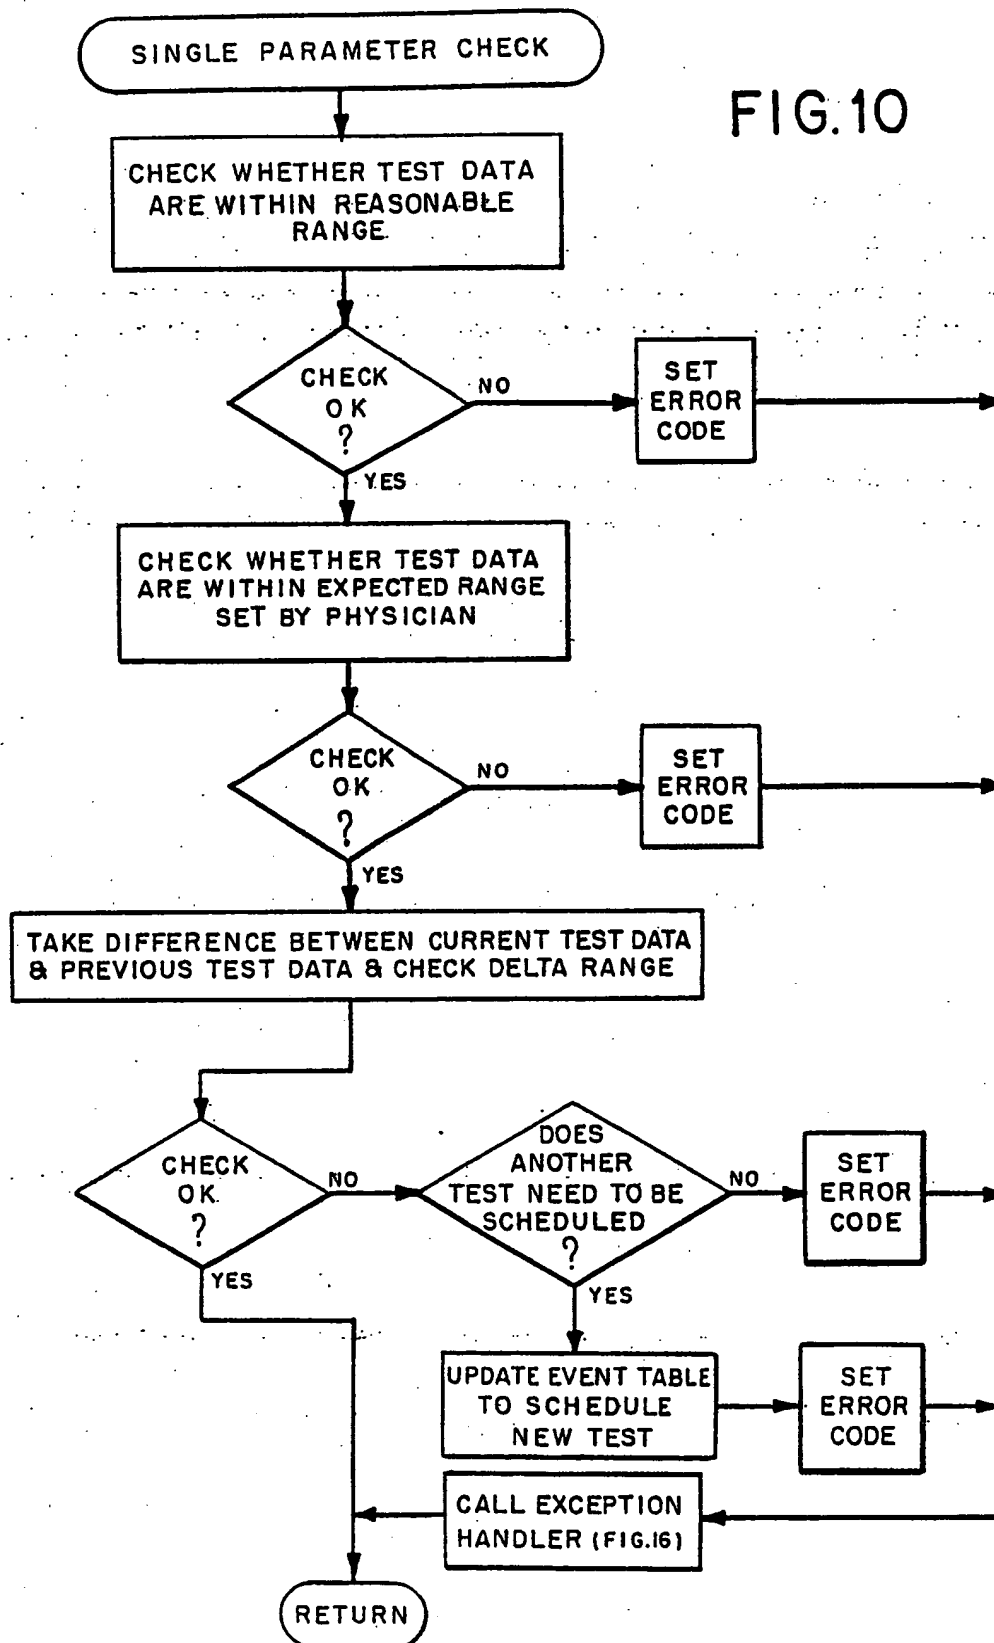 SINGLE PARAMETER CHECK
FIG.10
CHECK WHETHER TEST DATA
ARE WITHIN REASONABLE
RANGE
CHECK
OK
?
NO
SET
ERROR
CODE
YES
CHECK WHETHER TEST DATA
ARE WITHIN EXPECTED RANGE
SET BY PHYSICIAN
CHECK
OK
?
NO
SET
ERROR
CODE
YES
TAKE DIFFERENCE BETWEEN CURRENT TEST DATA
& PREVIOUS TEST DATA & CHECK DELTA RANGE
CHECK
OK
?
NO
DOES
ANOTHER
TEST NEED TO BE
SCHEDULED
?
NO
SET
ERROR
CODE
YES
YES
UPDATE EVENT TABLE
TO SCHEDULE
NEW TEST
SET
ERROR
CODE
CALL EXCEPTION
HANDLER (FIG.16)
RETURN